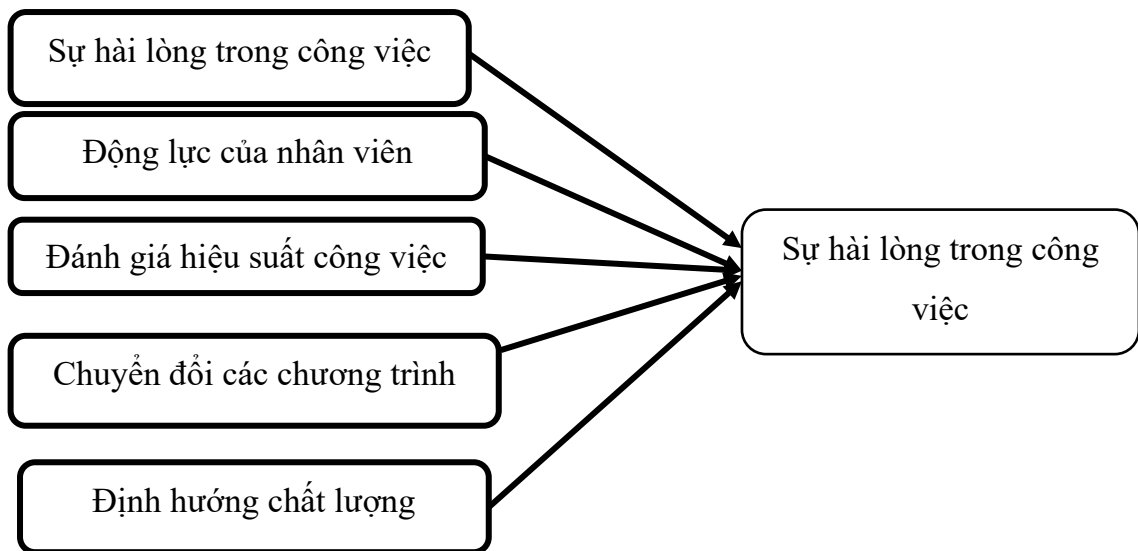 Sự hài lòng trong công việc
Động lực của nhân viên
Đánh giá hiệu suất công việc
Chuyển đổi các chương trình
Định hướng chất lượng
Sự hài lòng trong công
việc